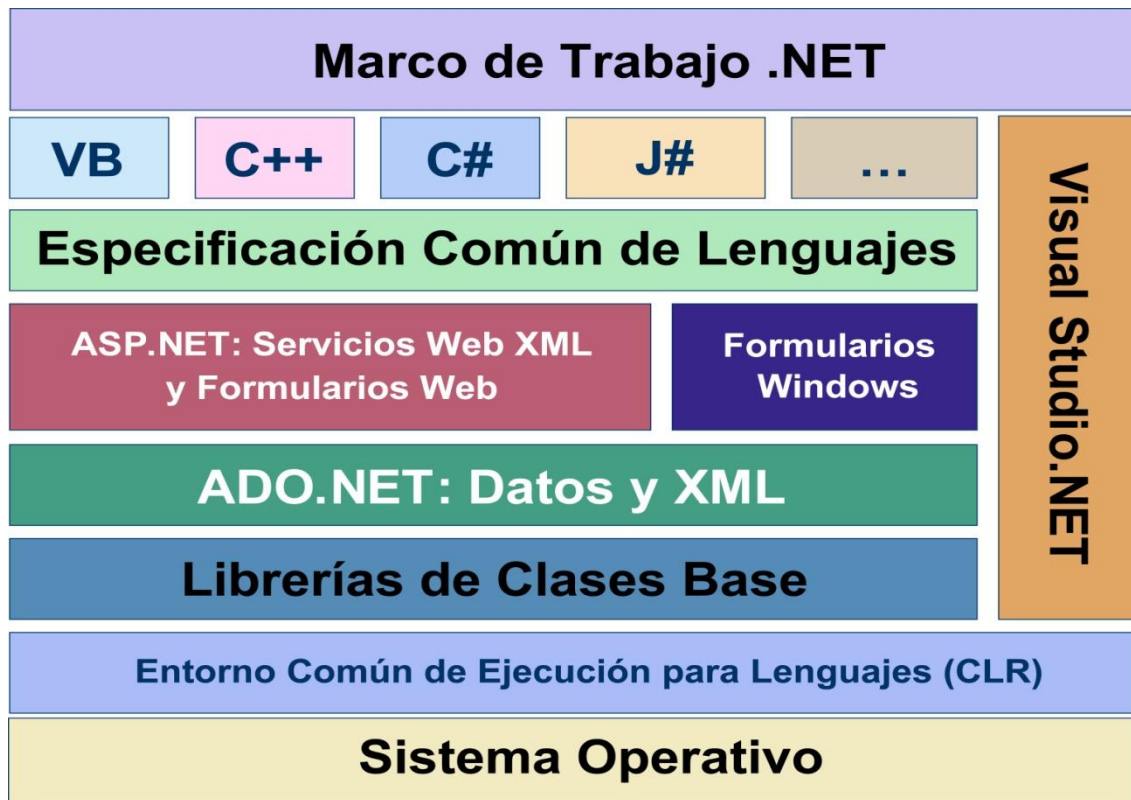 Marco de Trabajo .NET
VB
C++
C#
J#
...
Visual Studio.NET
Especificación Común de Lenguajes
ASP.NET: Servicios Web XML
y Formularios Web
Formularios
Windows
ADO.NET: Datos y XML
Librerías de Clases Base
Entorno Común de Ejecución para Lenguajes (CLR)
Sistema Operativo